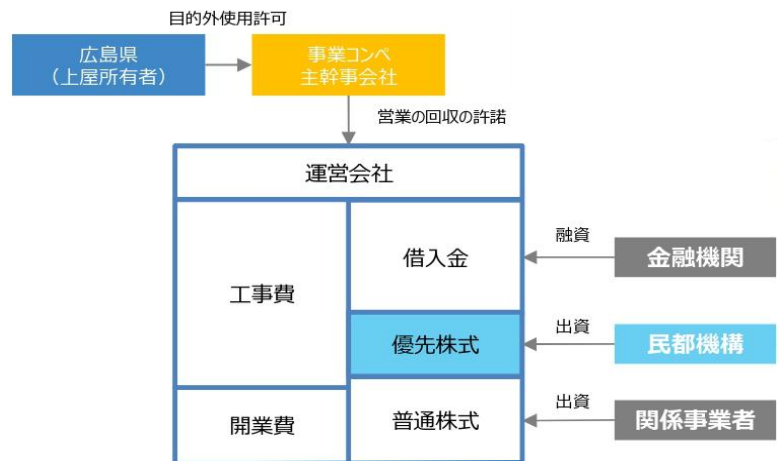 目的外使用許可
広島県
（上屋所有者）
事業コンペ
主幹事会社
営業の回収の許諾
運営会社
工事費
借入金
融資
金融機関
優先株式
出資
民都機構
開業費
普通株式
出資
関係事業者